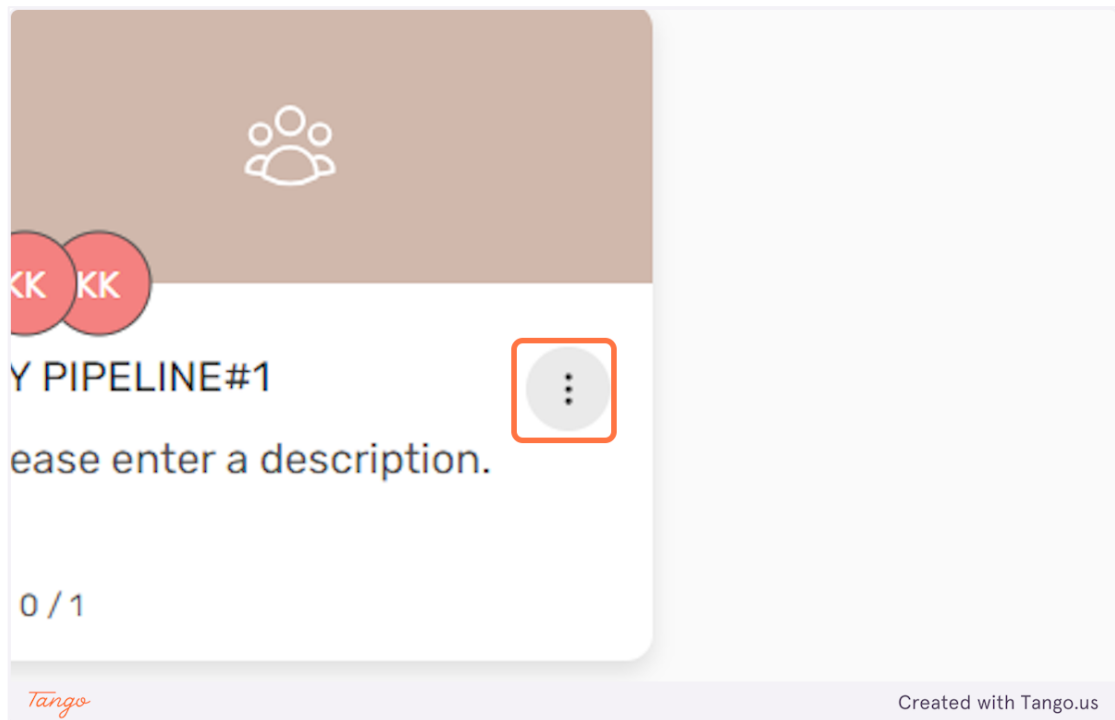 KK KK
Y PIPELINE#1
ease enter a description.
0 / 1
Tango
Created with Tango.us